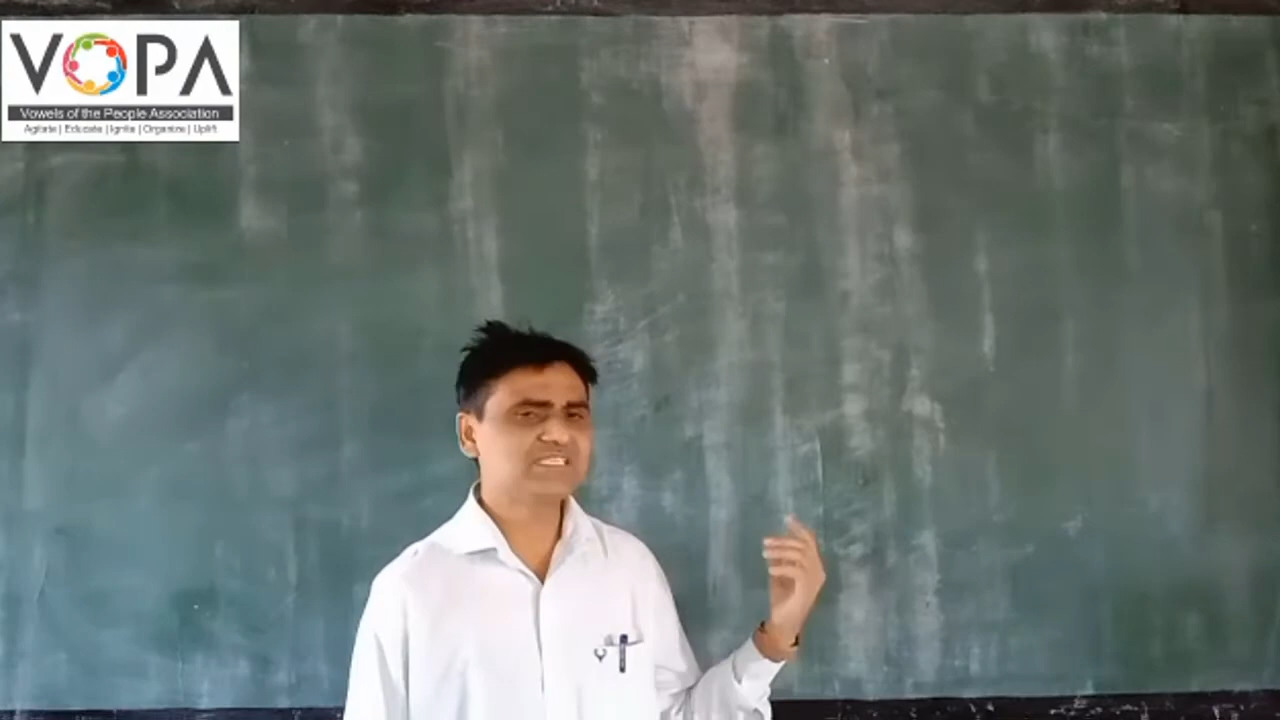 VOPA
Vowels of the People Association
Agitate | Educate | Ignite | Organize | Uplift